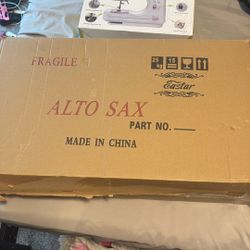 FRAGILE
Eastar
ALTO SAX
PART NO.
MADE IN CHINA